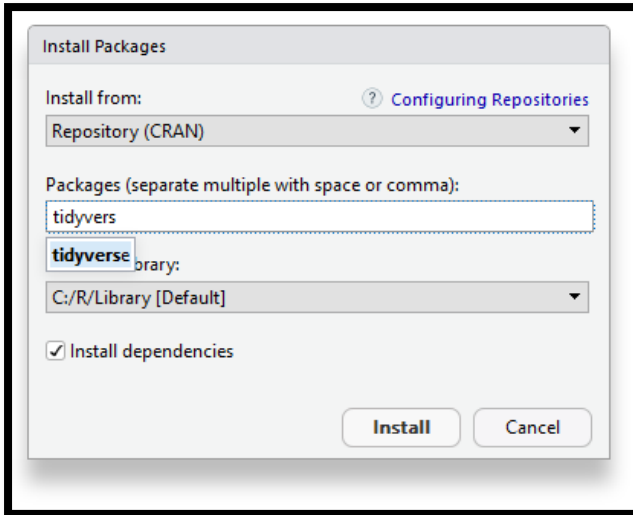 Install Packages
Install from:
? Configuring Repositories
Repository (CRAN)
Packages (separate multiple with space or comma):
tidyvers
tidyverse
brary:
C:/R/Library [Default]
Install dependencies
Install Cancel